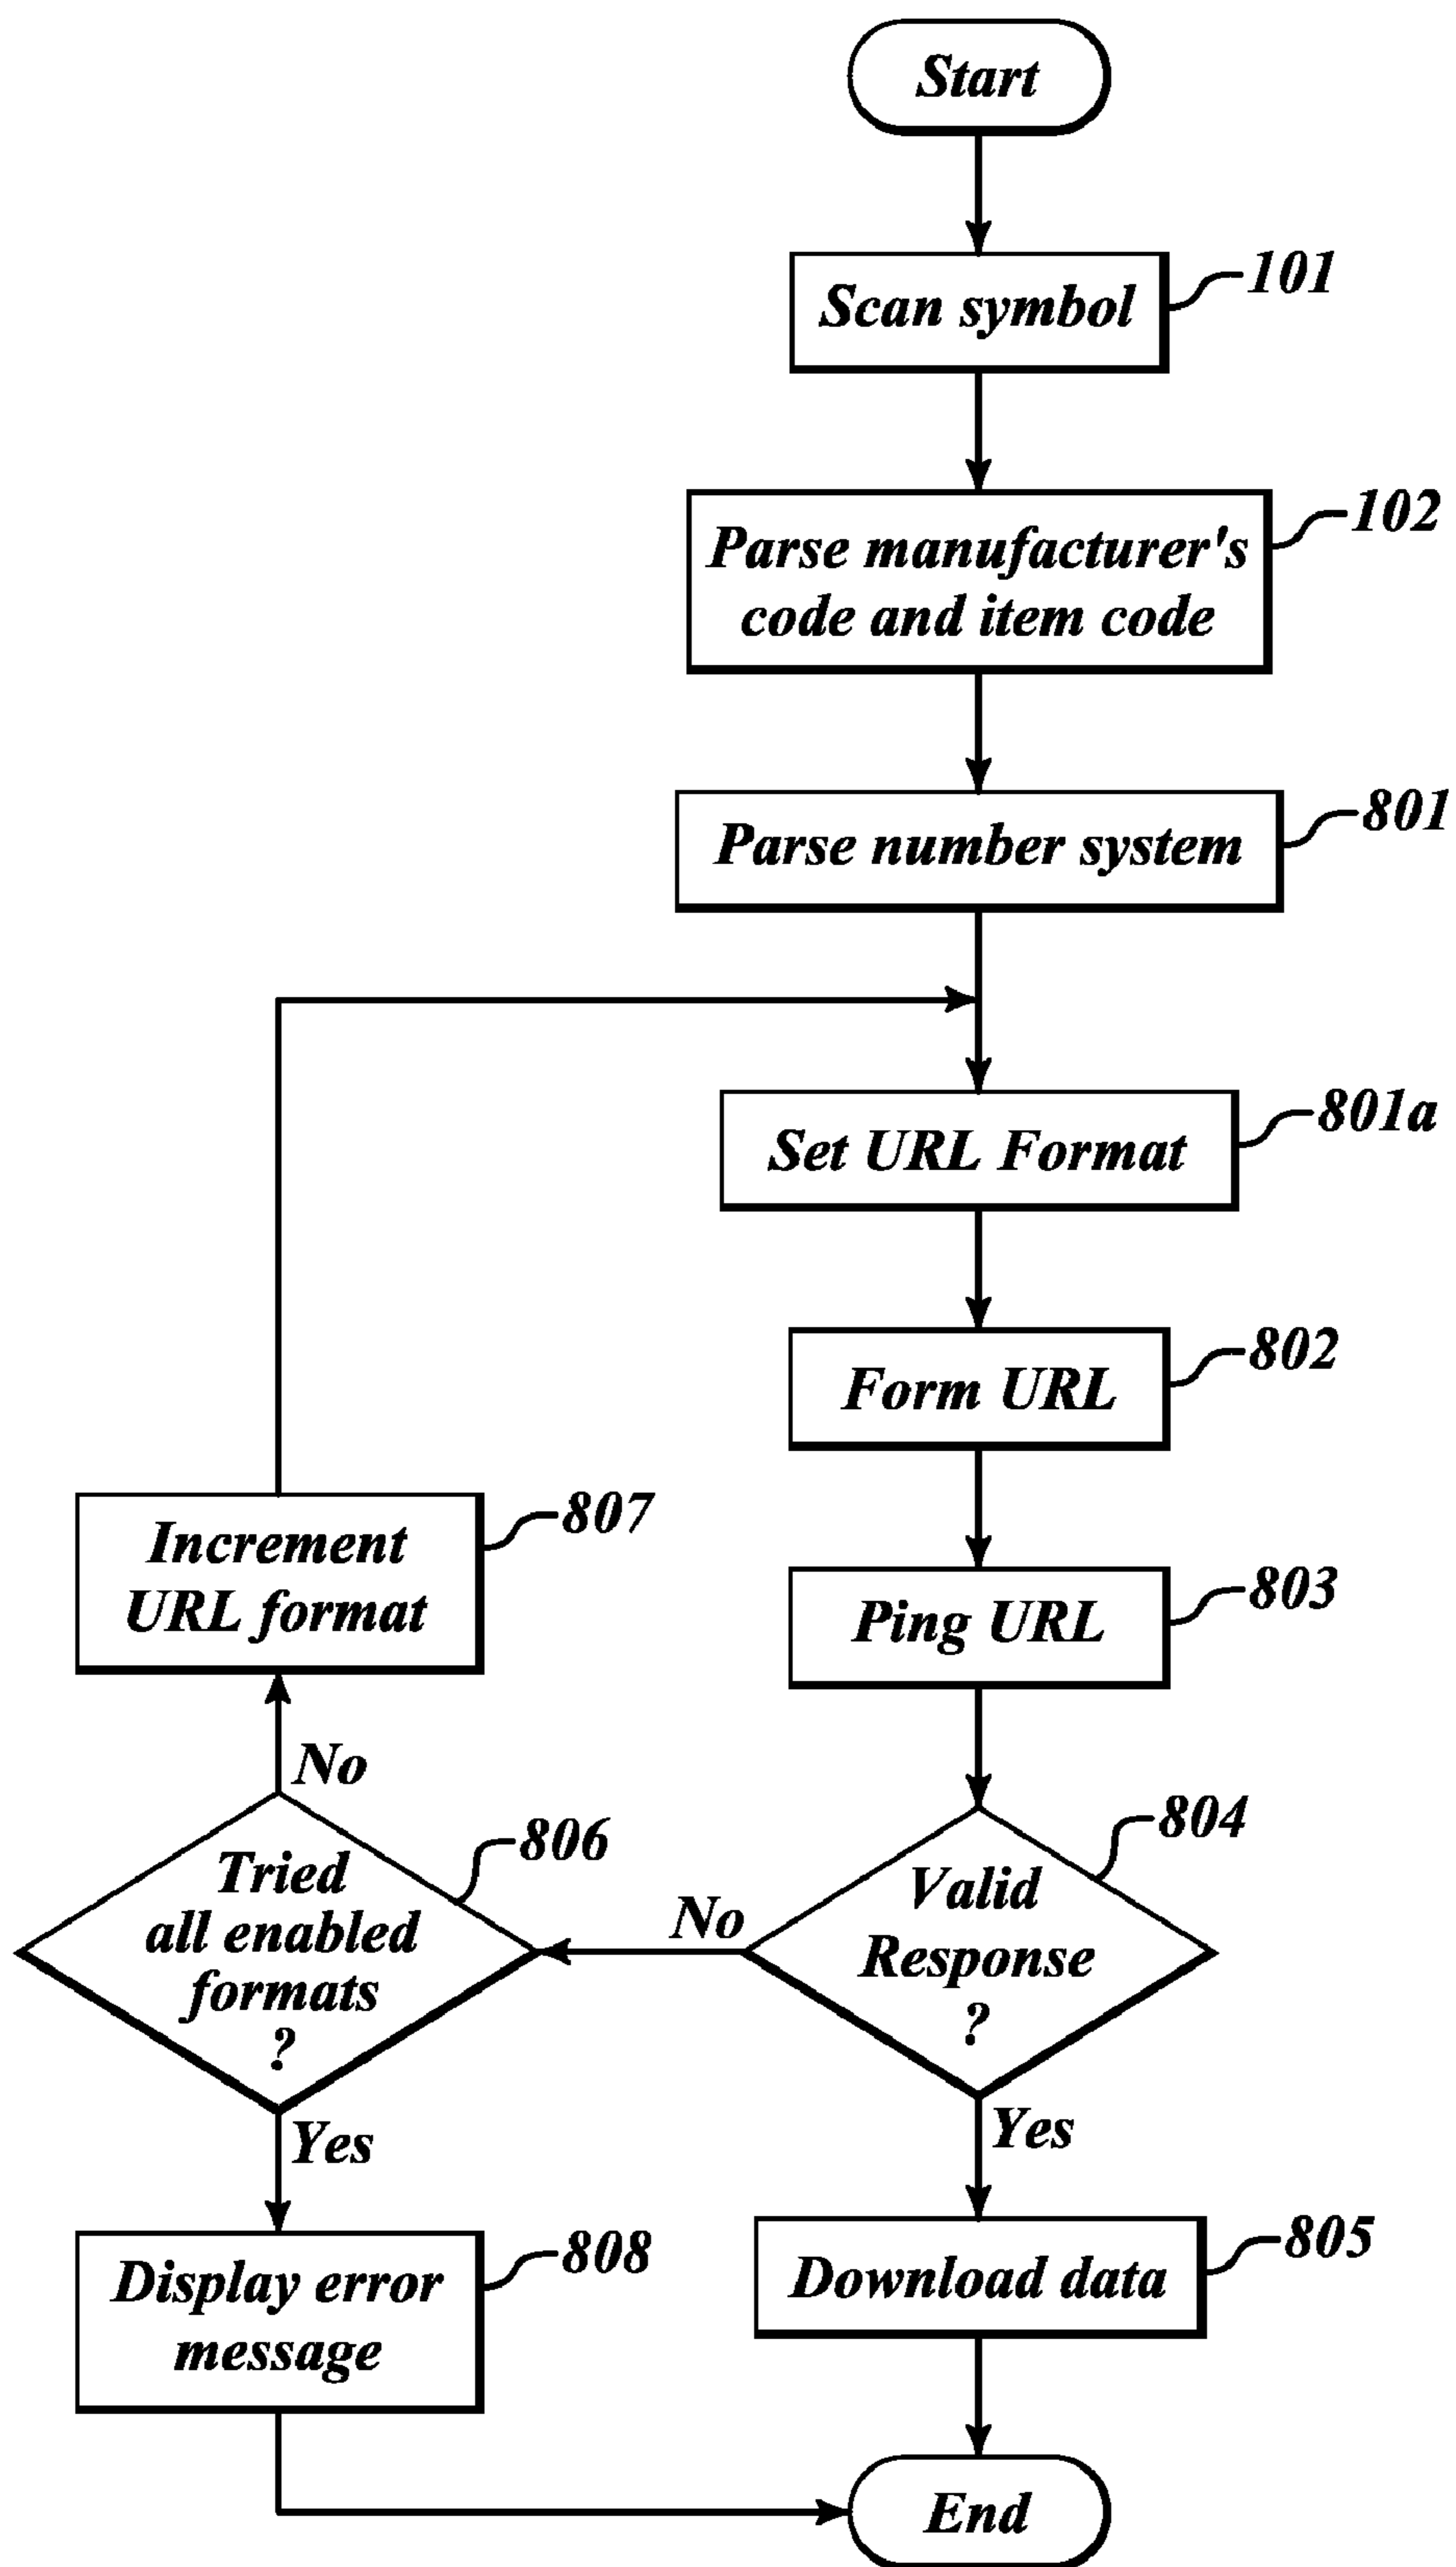 Start
Scan symbol
101
Parse manufacturer's
code and item code
102
Parse number system
801
Set URL Format
801a
Form URL
802
Ping URL
803
Valid
Response
?
804
No
Yes
Tried
all enabled
formats
?
806
No
Yes
Increment
URL format
807
Display error
message
808
Download data
805
End